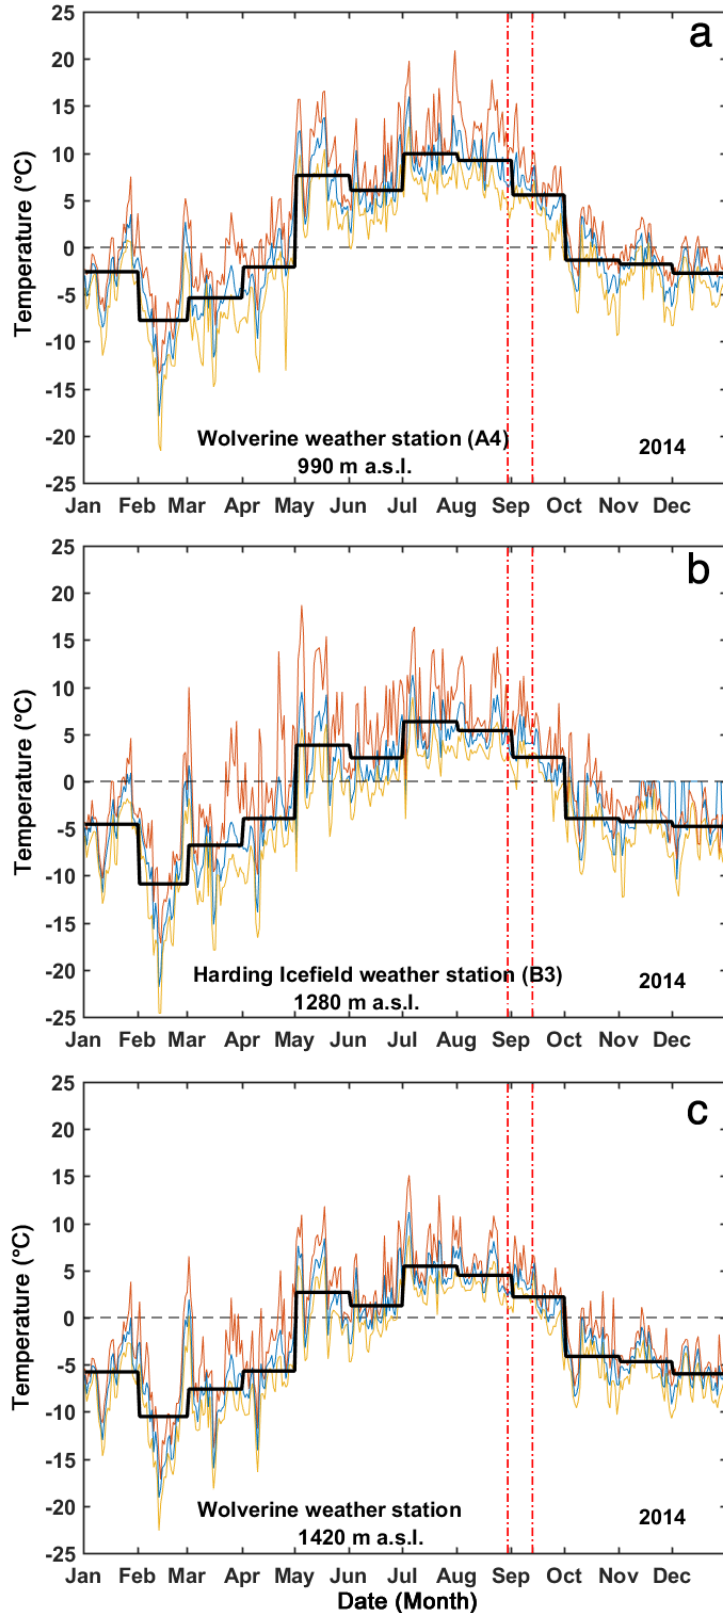 a
25
20
15
10
5
0
-5
-10
-15
-20
-25
Temperature (°C)
Wolverine weather station (A4)
990 m a.s.l.
2014
Jan Feb Mar Apr May Jun Jul Aug Sep Oct Nov Dec
b
25
20
15
10
5
0
-5
-10
-15
-20
-25
Temperature (°C)
Harding Icefield weather station (B3)
1280 m a.s.l.
2014
Jan Feb Mar Apr May Jun Jul Aug Sep Oct Nov Dec
c
25
20
15
10
5
0
-5
-10
-15
-20
-25
Temperature (°C)
Wolverine weather station
1420 m a.s.l.
2014
Jan Feb Mar Apr May Jun Jul Aug Sep Oct Nov Dec
Date (Month)